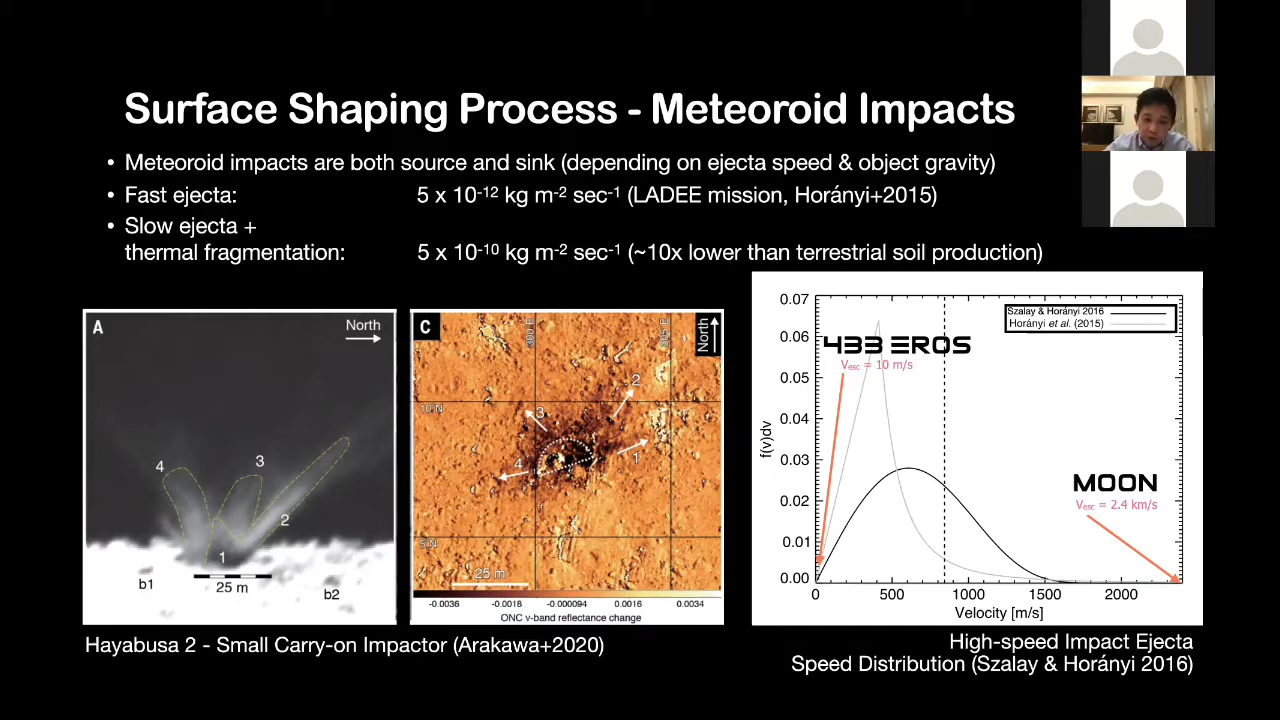 Surface Shaping Process - Meteoroid Impacts
• Meteoroid impacts are both source and sink (depending on ejecta speed & object gravity)
• Fast ejecta: 5 x 10-12 kg m-2 sec-1 (LADEE mission, Horányi+2015)
• Slow ejecta +
thermal fragmentation: 5 x 10-10 kg m-2 sec-1 (~10x lower than terrestrial soil production)
A
North
4
3
2
1
b1
25 m
b2
C
300 E
305 E
North
10 N
2
3
1
4
5 N
25 m
-0.0036 -0.0018 -0.000094 0.0016 0.0034
ONC v-band reflectance change
Hayabusa 2 - Small Carry-on Impactor (Arakawa+2020)
0.07
0.06
0.05
0.04
0.03
0.02
0.01
0.00
f(v)dv
Szalay & Horányi 2016
Horányi et al. (2015)
433 EROS
Vesc = 10 m/s
MOON
Vesc = 2.4 km/s
0 500 1000 1500 2000
Velocity [m/s]
High-speed Impact Ejecta
Speed Distribution (Szalay & Horányi 2016)